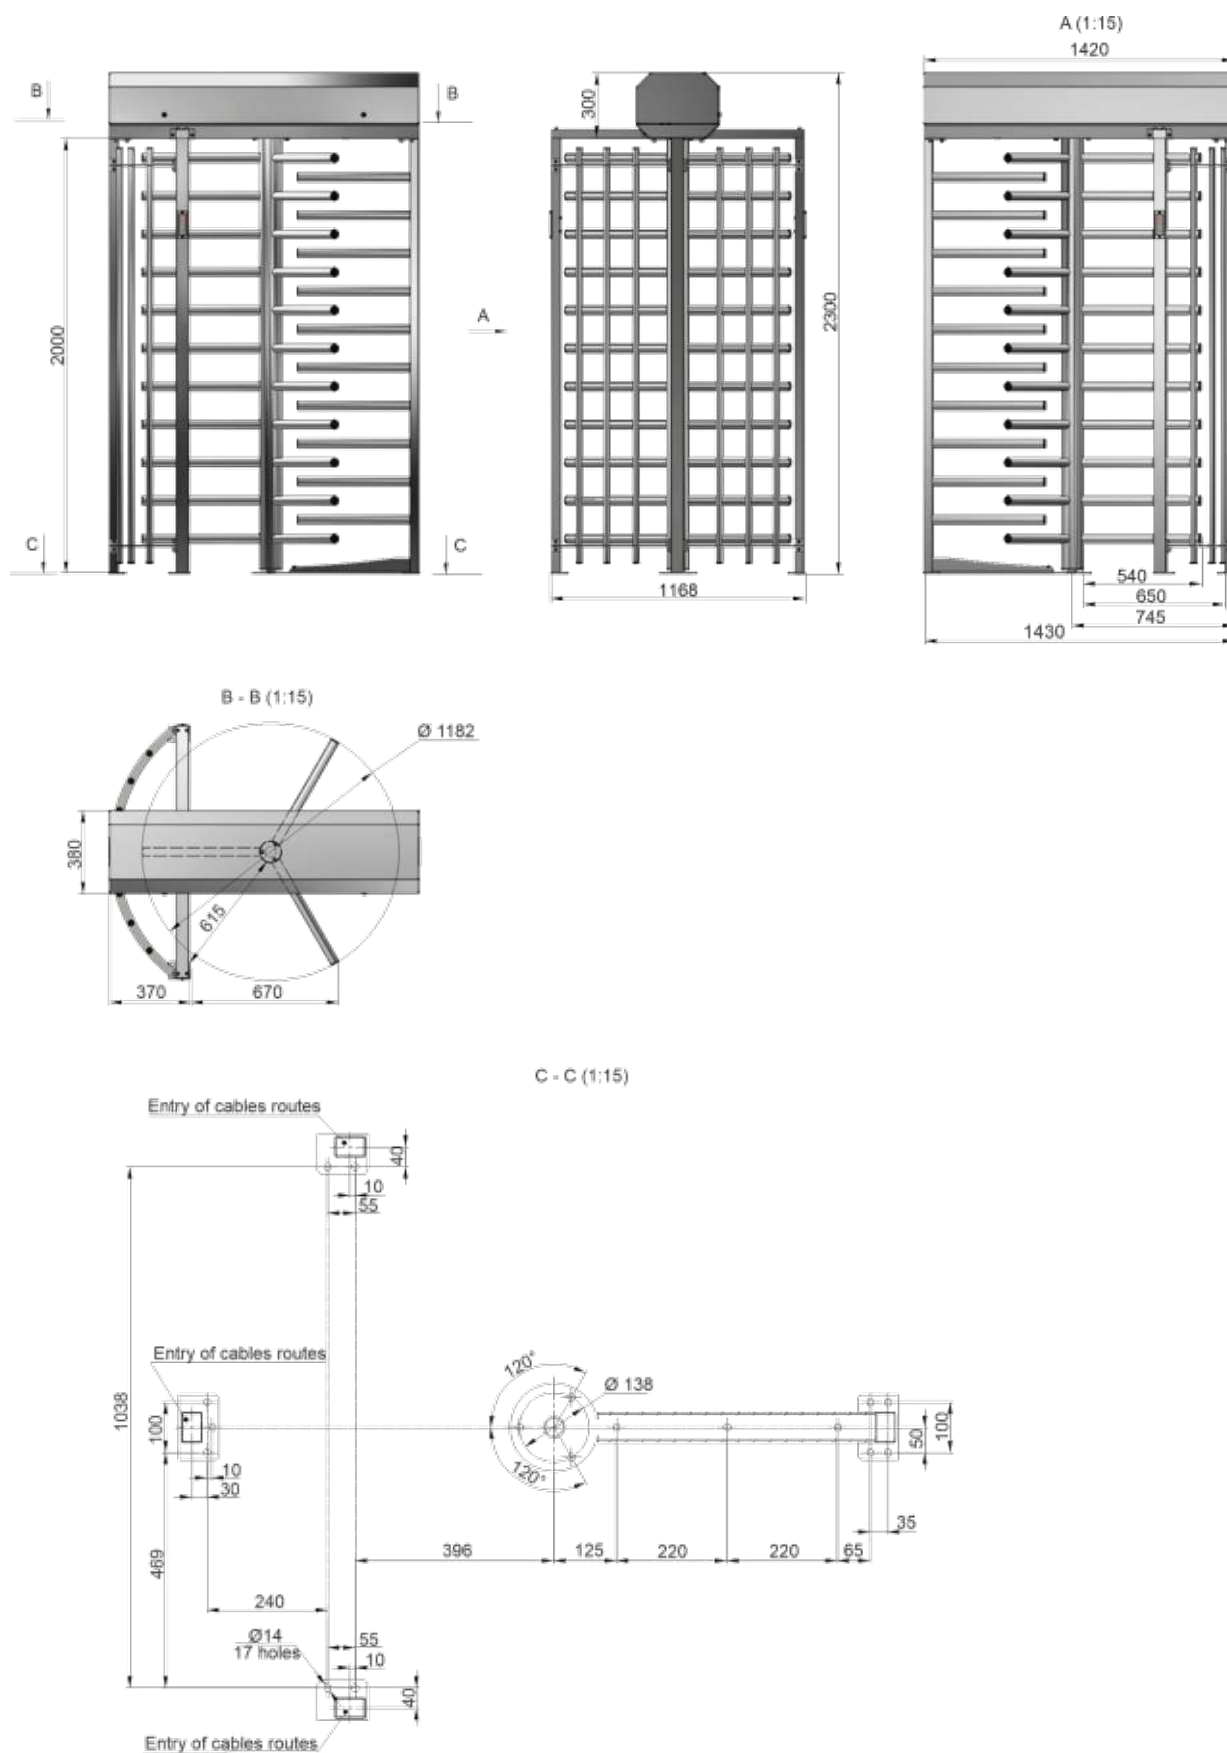 A (1:15)
1420
B
B
300
2000
A
2300
C
C
1168
540
650
745
1430
B - B (1:15)
Ø 1182
380
615
370
670
C - C (1:15)
Entry of cables routes
40
10
55
Entry of cables routes
1038
100
10
30
469
120°
120°
Ø 138
50
100
35
396
125
220
220
65
240
Ø14
17 holes
55
10
40
Entry of cables routes